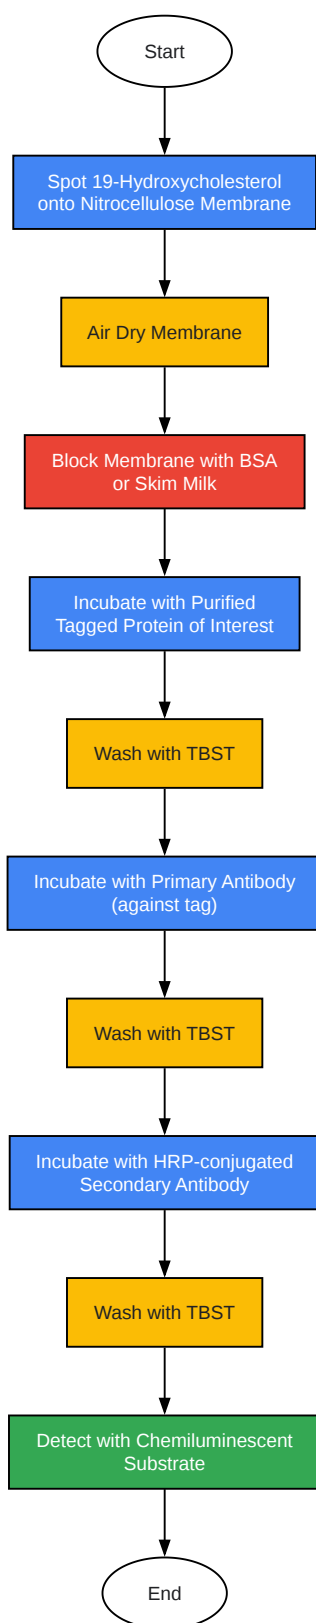 Start
Spot 19-Hydroxycholesterol
onto Nitrocellulose Membrane
Air Dry Membrane
Block Membrane with BSA
or Skim Milk
Incubate with Purified
Tagged Protein of Interest
Wash with TBST
Incubate with Primary Antibody
(against tag)
Wash with TBST
Incubate with HRP-conjugated
Secondary Antibody
Wash with TBST
Detect with Chemiluminescent
Substrate
End